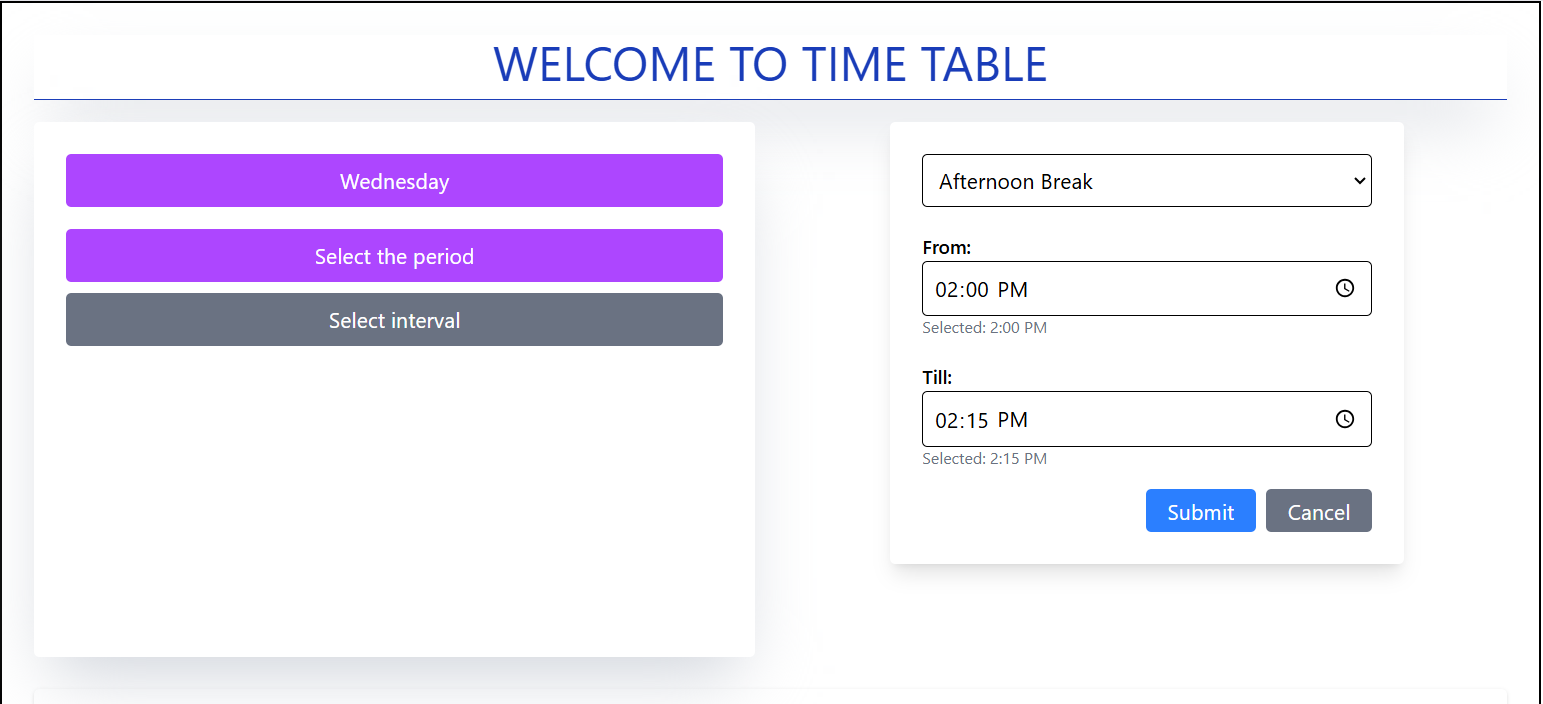 WELCOME TO TIME TABLE
Wednesday
Select the period
Select interval
Afternoon Break
From:
02:00 PM
Selected: 2:00 PM
Till:
02:15 PM
Selected: 2:15 PM
Submit Cancel